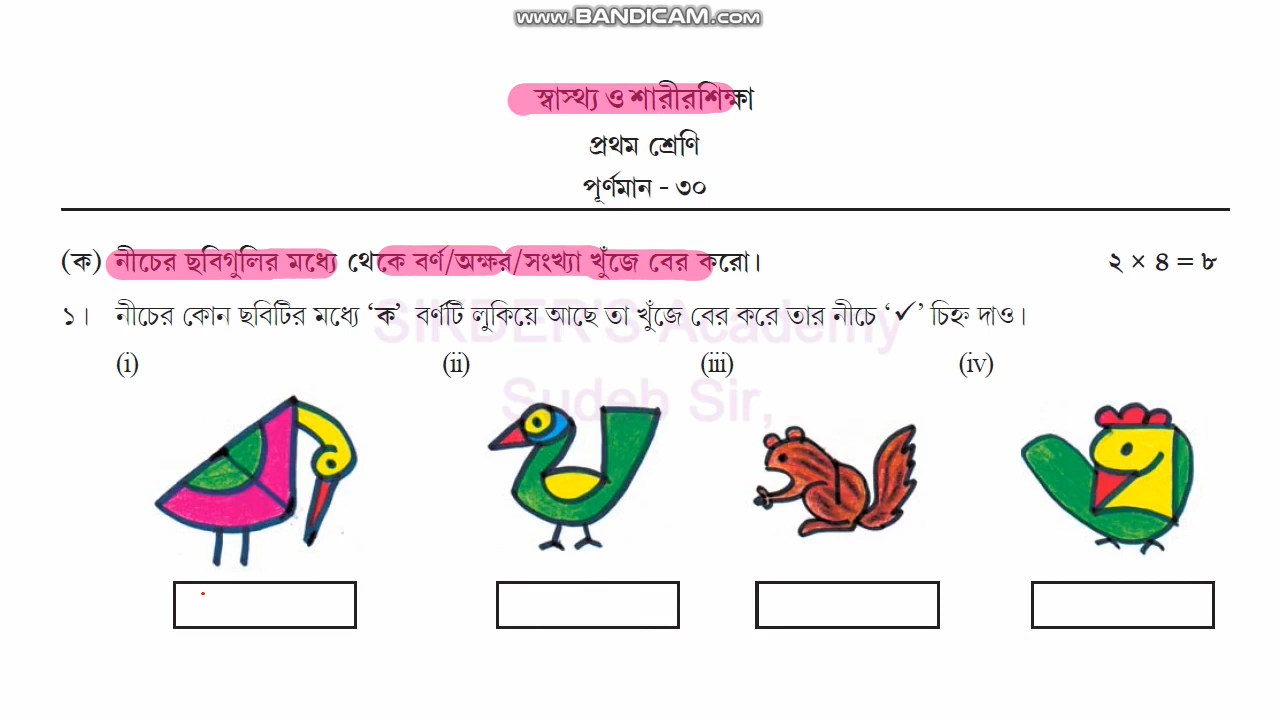 www.BANDICAM.com
স্বাস্থ্য ও শারীরশিক্ষা
প্রথম শ্রেণি
পূর্ণমান - ৩০
(ক) নীচের ছবিগুলির মধ্যে থেকে বর্ণ/অক্ষর/সংখ্যা খুঁজে বের করো। ২ × ৪ = ৮
১। নীচের কোন ছবিটির মধ্যে ‘ক’ বর্ণটি লুকিয়ে আছে তা খুঁজে বের করে তার নীচে ‘✓’ চিহ্ন দাও।
SIKDER'S Academy
(i) (ii) (iii) (iv)
Sudeb Sir,